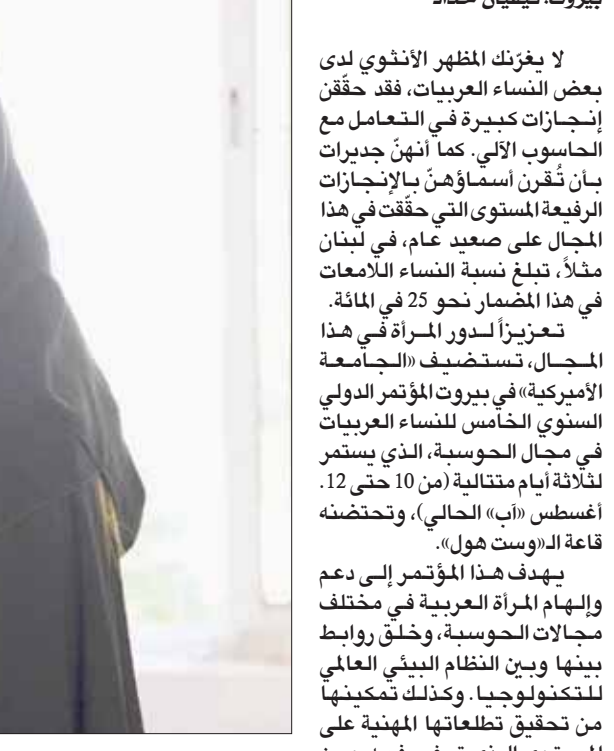 بيروت: فيفيان حداد
لا يغرّنك المظهر الأنثوي لدى
بعض النساء العربيات، فقد حقّقن
إنجازات كبيرة في التعامل مع
الحاسوب الآلي. كما أنهنّ جديرات
بأن تُقرن أسماؤهنّ بالإنجازات
الرفيعة المستوى التي حقّقت في هذا
المجال على صعيد عام، في لبنان
مثلاً، تبلغ نسبة النساء اللامعات
في هذا المضمار نحو 25 في المائة.
تعزيزاً لدور المرأة في هذا
المجال، تستضيف «الجامعة
الأميركية» في بيروت المؤتمر الدولي
السنوي الخامس للنساء العربيات
في مجال الحوسبة، الذي يستمر
لثلاثة أيام متتالية (من 10 حتى 12.
أغسطس «آب» الحالي)، وتحتضنه
قاعة الـ«وست هول».
يهدف هذا المؤتمر إلى دعم
وإلهام المرأة العربية في مختلف
مجالات الحوسبة، وخلق روابط
بينها وبين النظام البيئي العالمي
للتكنولوجيا. وكذلك تمكينها
من تحقيق تطلعاتها المهنية على